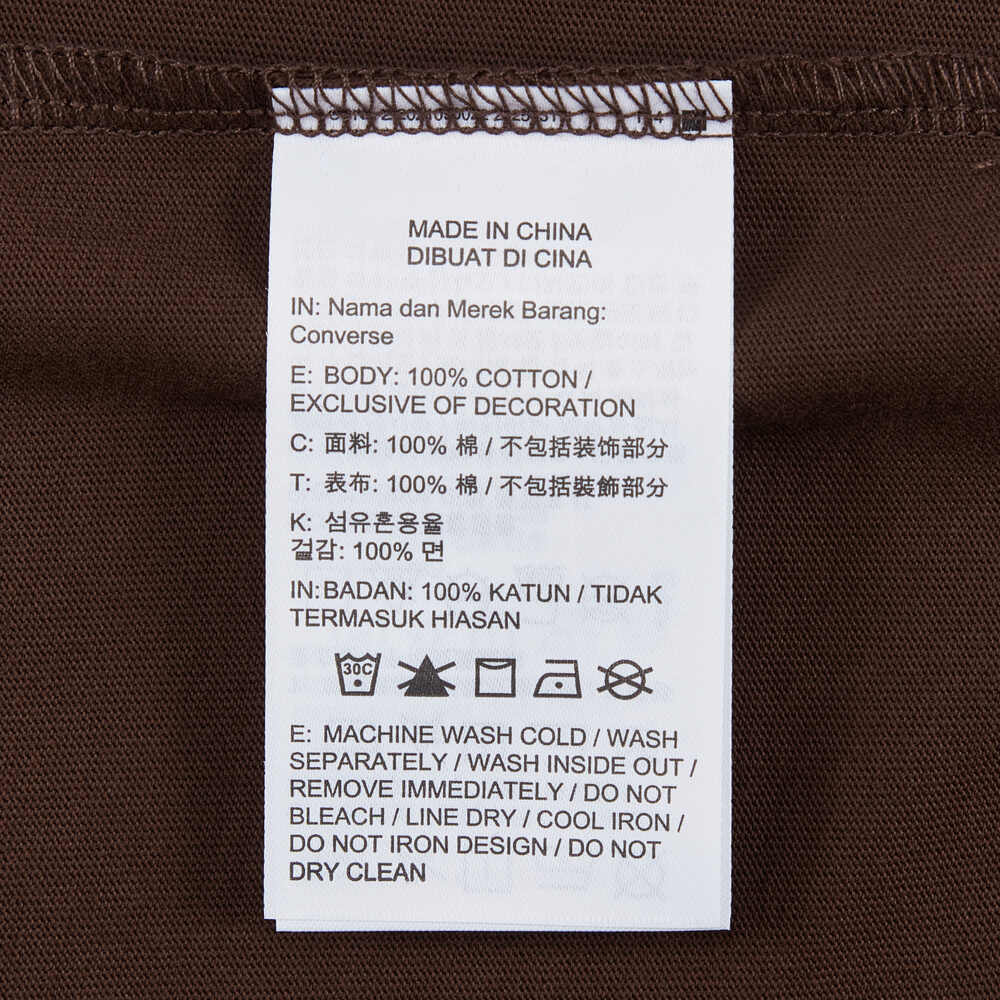 MADE IN CHINA
DIBUAT DI CINA
IN: Nama dan Merek Barang:
Converse
E: BODY: 100% COTTON /
EXCLUSIVE OF DECORATION
C: 面料: 100% 棉 / 不包括装饰部分
T: 表布: 100% 棉 / 不包括裝飾部分
K: 섬유혼용율
겉감: 100% 면
IN:BADAN: 100% KATUN / TIDAK
TERMASUK HIASAN
30C
E: MACHINE WASH COLD / WASH
SEPARATELY / WASH INSIDE OUT /
REMOVE IMMEDIATELY / DO NOT
BLEACH / LINE DRY / COOL IRON /
DO NOT IRON DESIGN / DO NOT
DRY CLEAN